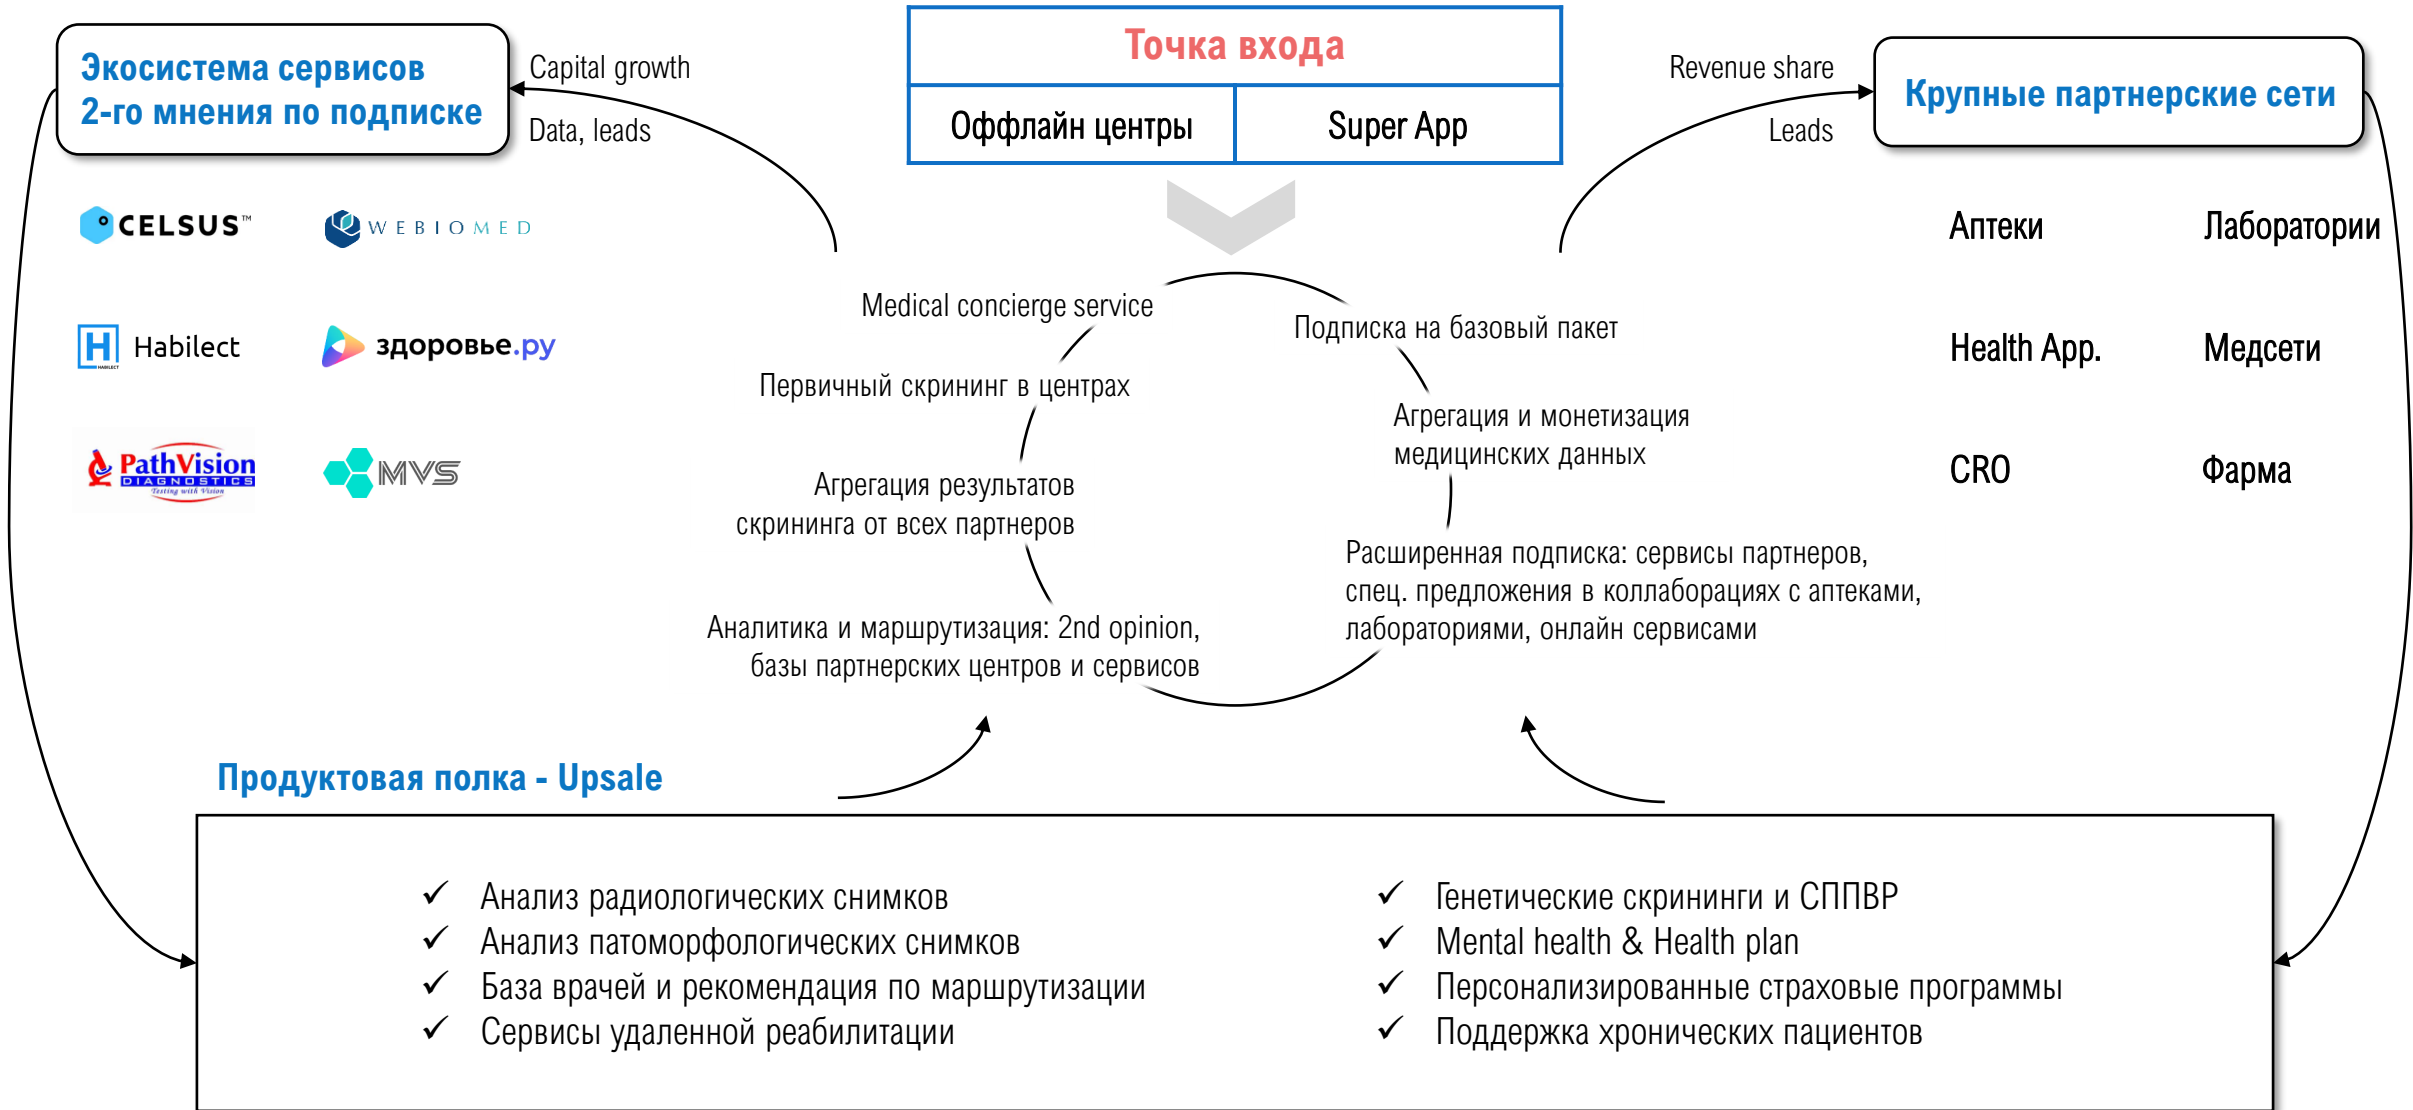 Точка входа
Оффлайн центры
Super App
Экосистема сервисов
2-го мнения по подписке
Capital growth
Data, leads
Revenue share
Leads
Крупные партнерские сети
CELSUS™
WEBIOMED
Habilect
HABILECT
здоровье.ру
PathVision
DIAGNOSTICS
Testing with Vision
MVS
Аптеки
Лаборатории
Health App.
Медсети
CRO
Фарма
Medical concierge service
Первичный скрининг в центрах
Агрегация результатов
скрининга от всех партнеров
Аналитика и маршрутизация: 2nd opinion,
базы партнерских центров и сервисов
Подписка на базовый пакет
Агрегация и монетизация
медицинских данных
Расширенная подписка: сервисы партнеров,
спец. предложения в коллаборациях с аптеками,
лабораториями, онлайн сервисами
Продуктовая полка - Upsale
✓ Анализ радиологических снимков
✓ Анализ патоморфологических снимков
✓ База врачей и рекомендация по маршрутизации
✓ Сервисы удаленной реабилитации
✓ Генетические скрининги и СППВР
✓ Mental health & Health plan
✓ Персонализированные страховые программы
✓ Поддержка хронических пациентов